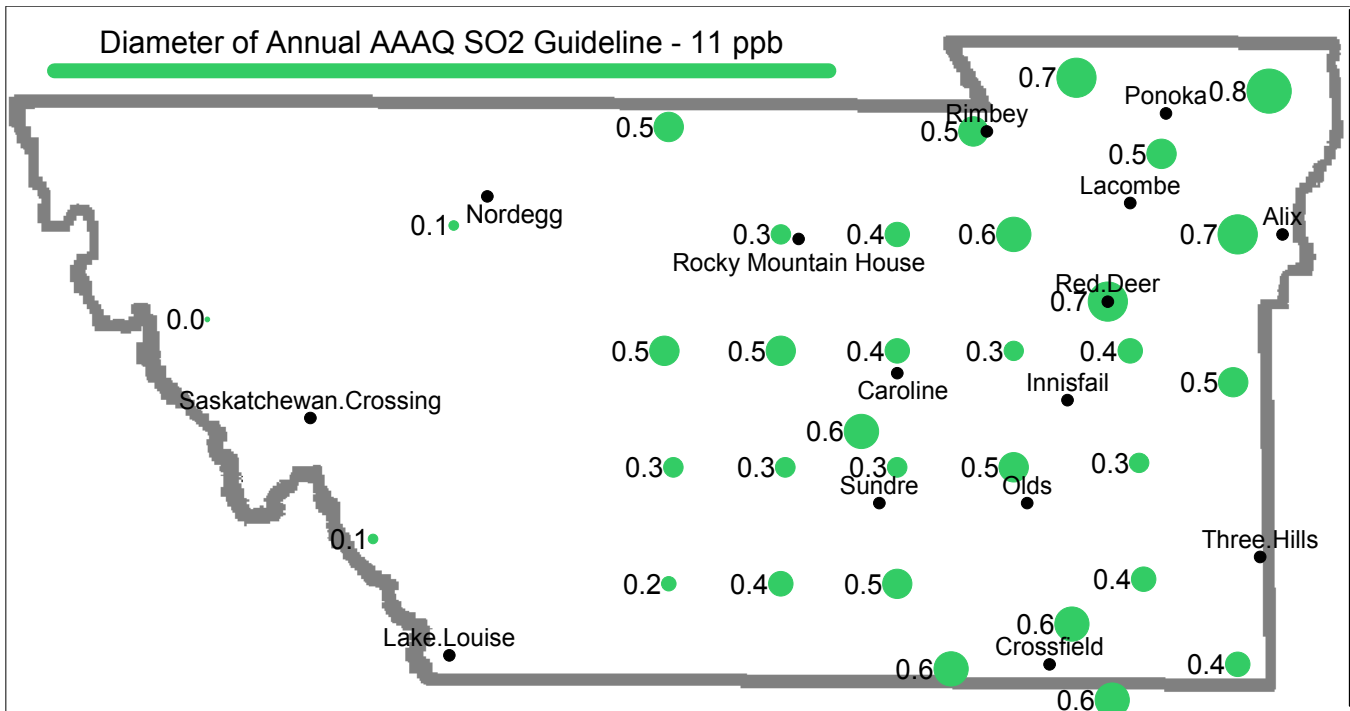 Diameter of Annual AAAQ SO2 Guideline - 11 ppb
0.7
Ponoka
0.8
0.5
0.5
Rimbey
0.5
Lacombe
Nordegg
0.1
0.3
0.4
0.6
0.7
Alix
Rocky Mountain House
0.7
Red.Deer
0.0
0.5
0.5
0.4
0.3
0.4
Caroline
Innisfail
0.5
Saskatchewan.Crossing
0.6
0.3
0.3
0.3
0.5
0.3
Sundre
Olds
0.1
Three.Hills
0.2
0.4
0.5
0.4
0.6
Lake.Louise
Crossfield
0.6
0.4
0.6